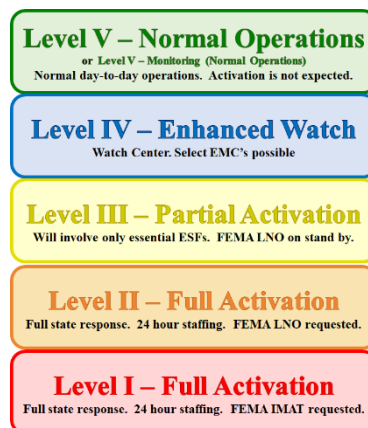 Level V – Normal Operations
or Level V – Monitoring (Normal Operations)
Normal day-to-day operations. Activation is not expected.
Level IV – Enhanced Watch
Watch Center. Select EMC's possible
Level III – Partial Activation
Will involve only essential ESFs. FEMA LNO on stand by.
Level II – Full Activation
Full state response. 24 hour staffing. FEMA LNO requested.
Level I – Full Activation
Full state response. 24 hour staffing. FEMA IMAT requested.